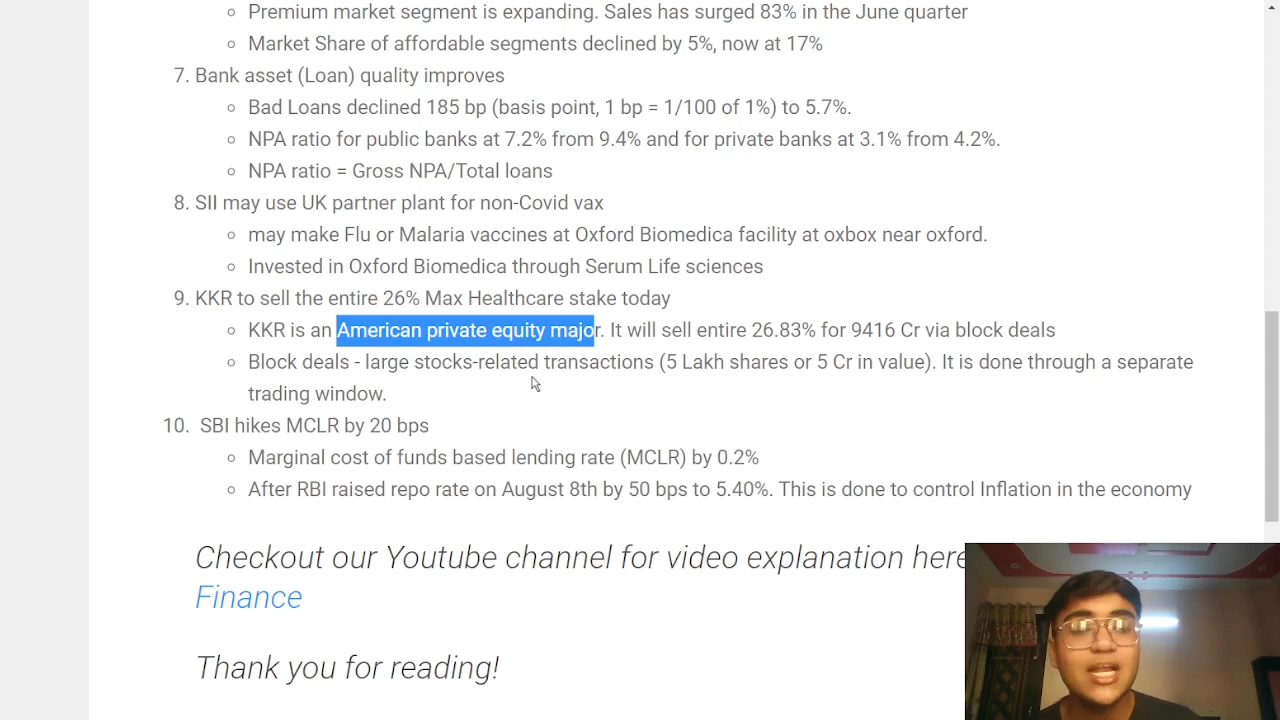 Premium market segment is expanding. Sales has surged 83% in the June quarter
Market Share of affordable segments declined by 5%, now at 17%
7. Bank asset (Loan) quality improves
Bad Loans declined 185 bp (basis point, 1 bp = 1/100 of 1%) to 5.7%.
NPA ratio for public banks at 7.2% from 9.4% and for private banks at 3.1% from 4.2%.
NPA ratio = Gross NPA/Total loans
8. SII may use UK partner plant for non-Covid vax
may make Flu or Malaria vaccines at Oxford Biomedica facility at oxbox near oxford.
Invested in Oxford Biomedica through Serum Life sciences
9. KKR to sell the entire 26% Max Healthcare stake today
KKR is an American private equity major. It will sell entire 26.83% for 9416 Cr via block deals
Block deals - large stocks-related transactions (5 Lakh shares or 5 Cr in value). It is done through a separate
trading window.
10. SBI hikes MCLR by 20 bps
Marginal cost of funds based lending rate (MCLR) by 0.2%
After RBI raised repo rate on August 8th by 50 bps to 5.40%. This is done to control Inflation in the economy
Checkout our Youtube channel for video explanation here
Finance
Thank you for reading!